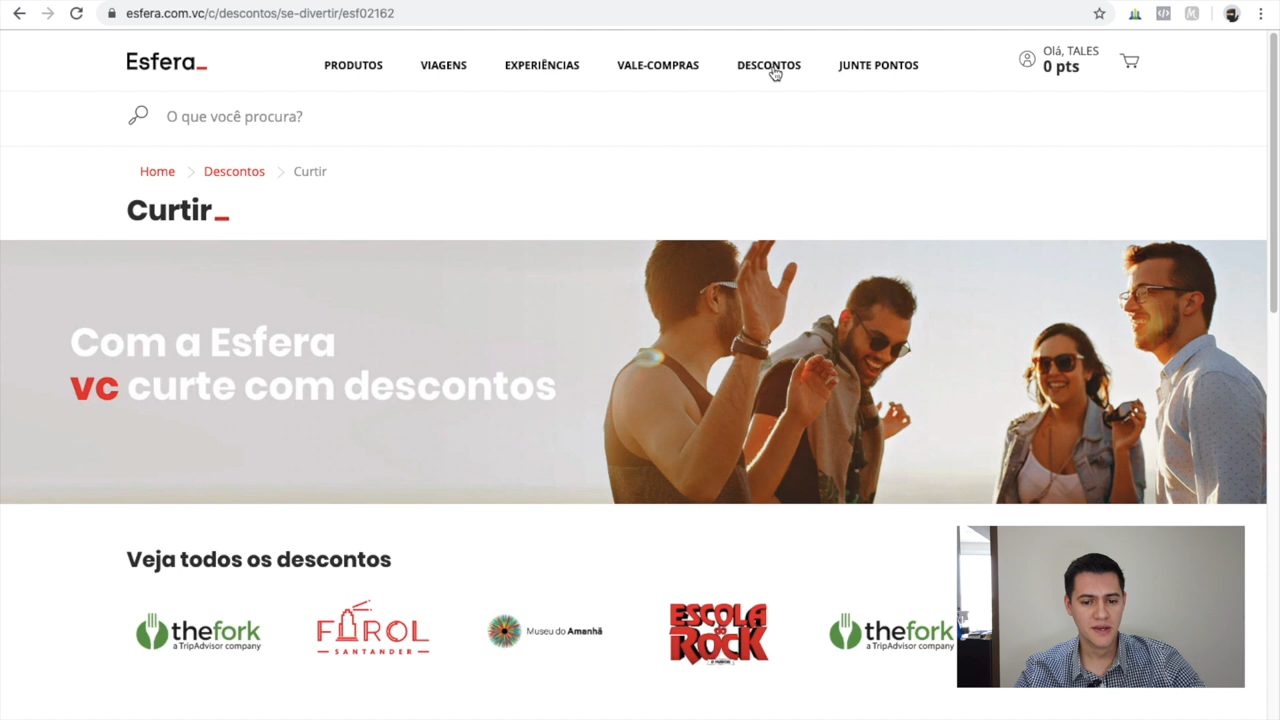 esfera.com.vc/c/descontos/se-divertir/esf02162
Esfera_
PRODUTOS VIAGENS EXPERIÊNCIAS VALE-COMPRAS DESCONTOS JUNTE PONTOS
Olá, TALES
0 pts
O que você procura?
Home Descontos Curtir
Curtir_
Com a Esfera
vc curte com descontos
Veja todos os descontos
thefork
a TripAdvisor company
FAROL
SANTANDER
Museu do Amanhã
ESCOLA
do
ROCK
thefork
a TripAdvisor company